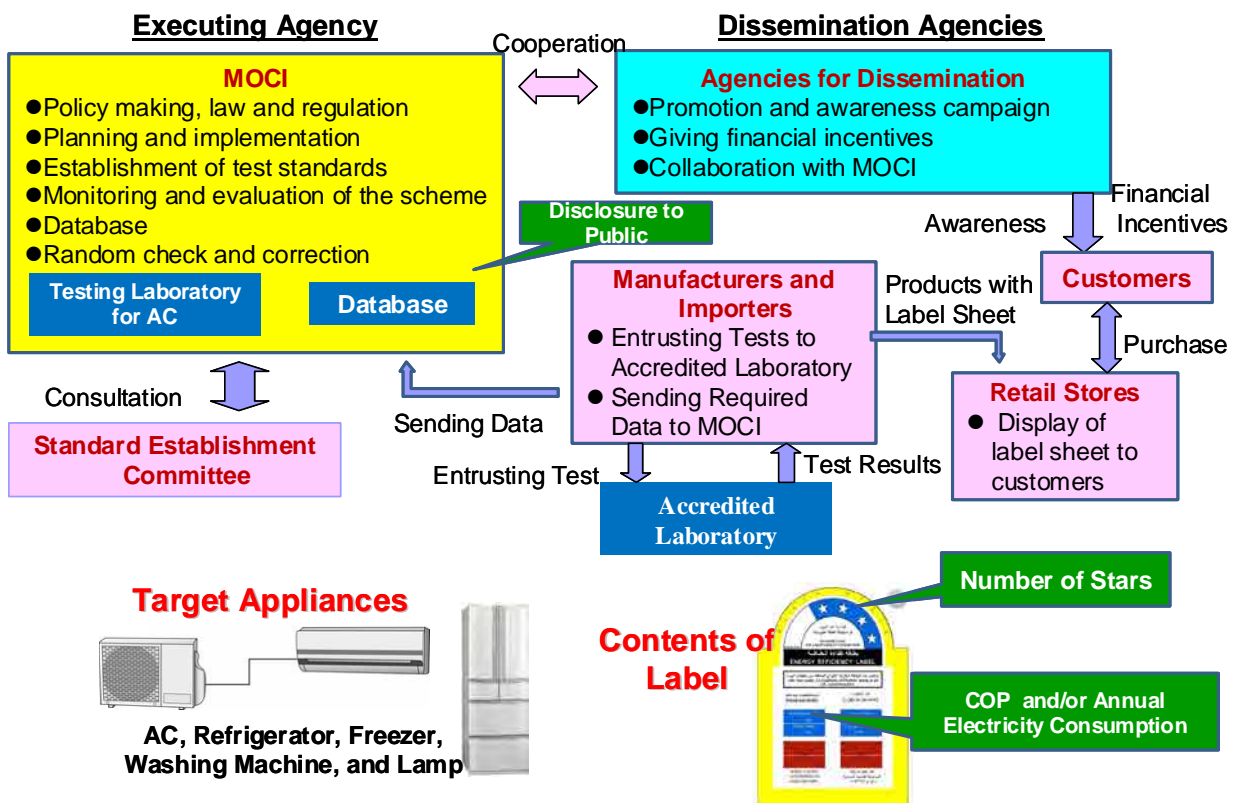 Executing Agency
Dissemination Agencies
Cooperation
MOCI
●Policy making, law and regulation
●Planning and implementation
●Establishment of test standards
●Monitoring and evaluation of the scheme
●Database
●Random check and correction
Testing Laboratory
for AC
Database
Disclosure to
Public
Agencies for Dissemination
●Promotion and awareness campaign
●Giving financial incentives
●Collaboration with MOCI
Awareness
Financial
Incentives
Customers
Purchase
Manufacturers and
Importers
● Entrusting Tests to
Accredited Laboratory
● Sending Required
Data to MOCI
Products with
Label Sheet
Retail Stores
● Display of
label sheet to
customers
Consultation
Standard Establishment
Committee
Sending Data
Entrusting Test
Test Results
Accredited
Laboratory
Target Appliances
AC, Refrigerator, Freezer,
Washing Machine, and Lamp
Contents of
Label
ENERGY EFFICIENCY LABEL
Number of Stars
COP and/or Annual
Electricity Consumption